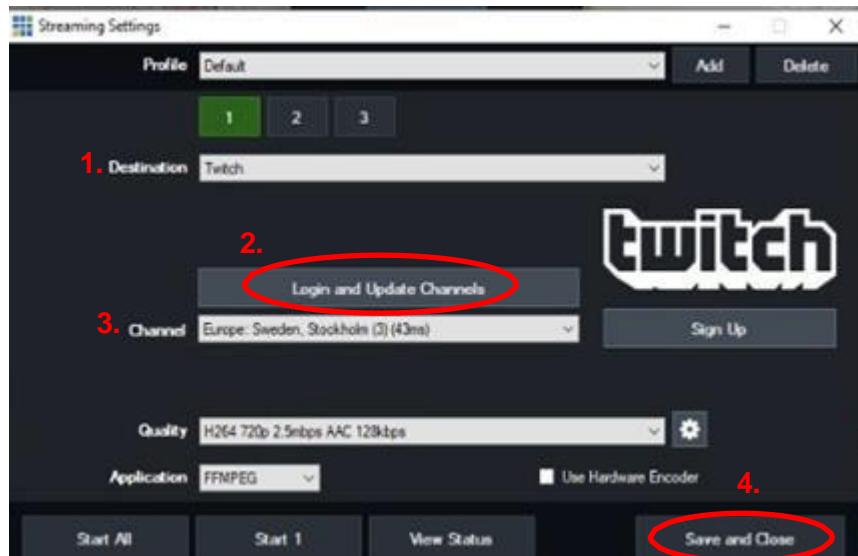 Streaming Settings
Profile Default Add Delete
1 2 3
1. Destination Twitch
twitch
2.
Login and Update Channels
3. Channel Europe: Sweden, Stockholm (3) (43ms) Sign Up
Quality H264 720p 2.5mbps AAC 128kbps
Application FFMPEG Use Hardware Encoder
4.
Start All Start 1 View Status Save and Close